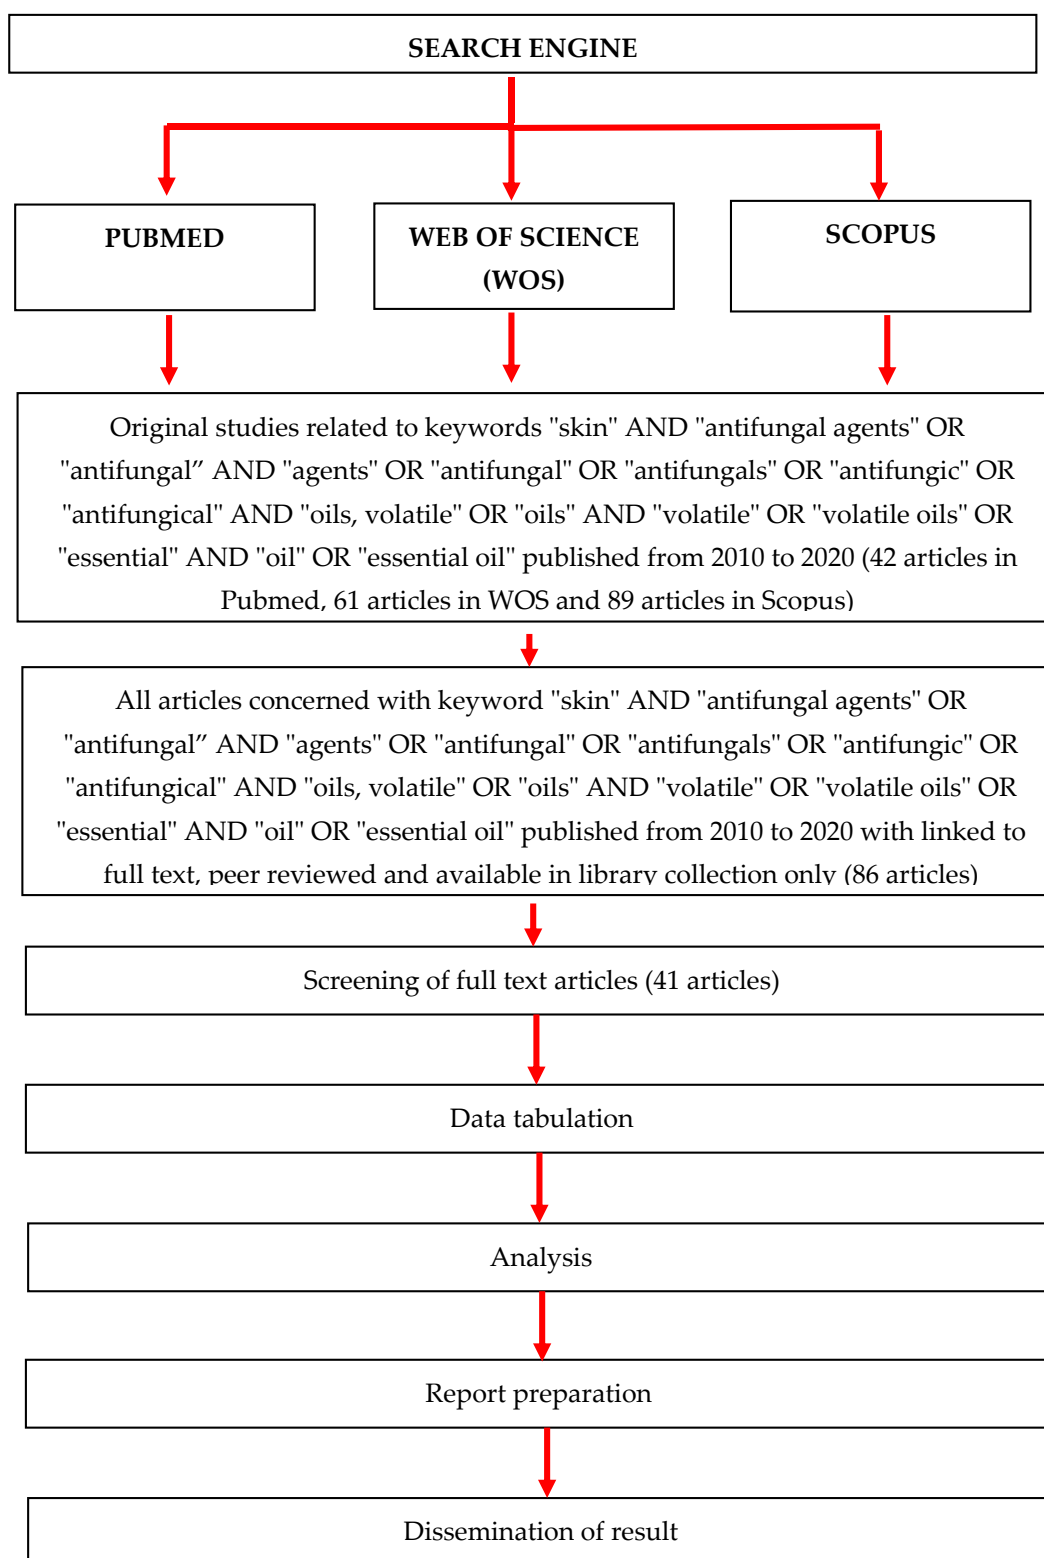 SEARCH ENGINE
PUBMED
WEB OF SCIENCE
(WOS)
SCOPUS
Original studies related to keywords "skin" AND "antifungal agents" OR
"antifungal” AND "agents" OR "antifungal" OR "antifungals" OR "antifungic" OR
"antifungical" AND "oils, volatile" OR "oils" AND "volatile" OR "volatile oils" OR
"essential" AND "oil" OR "essential oil" published from 2010 to 2020 (42 articles in
Pubmed, 61 articles in WOS and 89 articles in Scopus)
All articles concerned with keyword "skin" AND "antifungal agents" OR
"antifungal” AND "agents" OR "antifungal" OR "antifungals" OR "antifungic" OR
"antifungical" AND "oils, volatile" OR "oils" AND "volatile" OR "volatile oils" OR
"essential" AND "oil" OR "essential oil" published from 2010 to 2020 with linked to
full text, peer reviewed and available in library collection only (86 articles)
Screening of full text articles (41 articles)
Data tabulation
Analysis
Report preparation
Dissemination of result